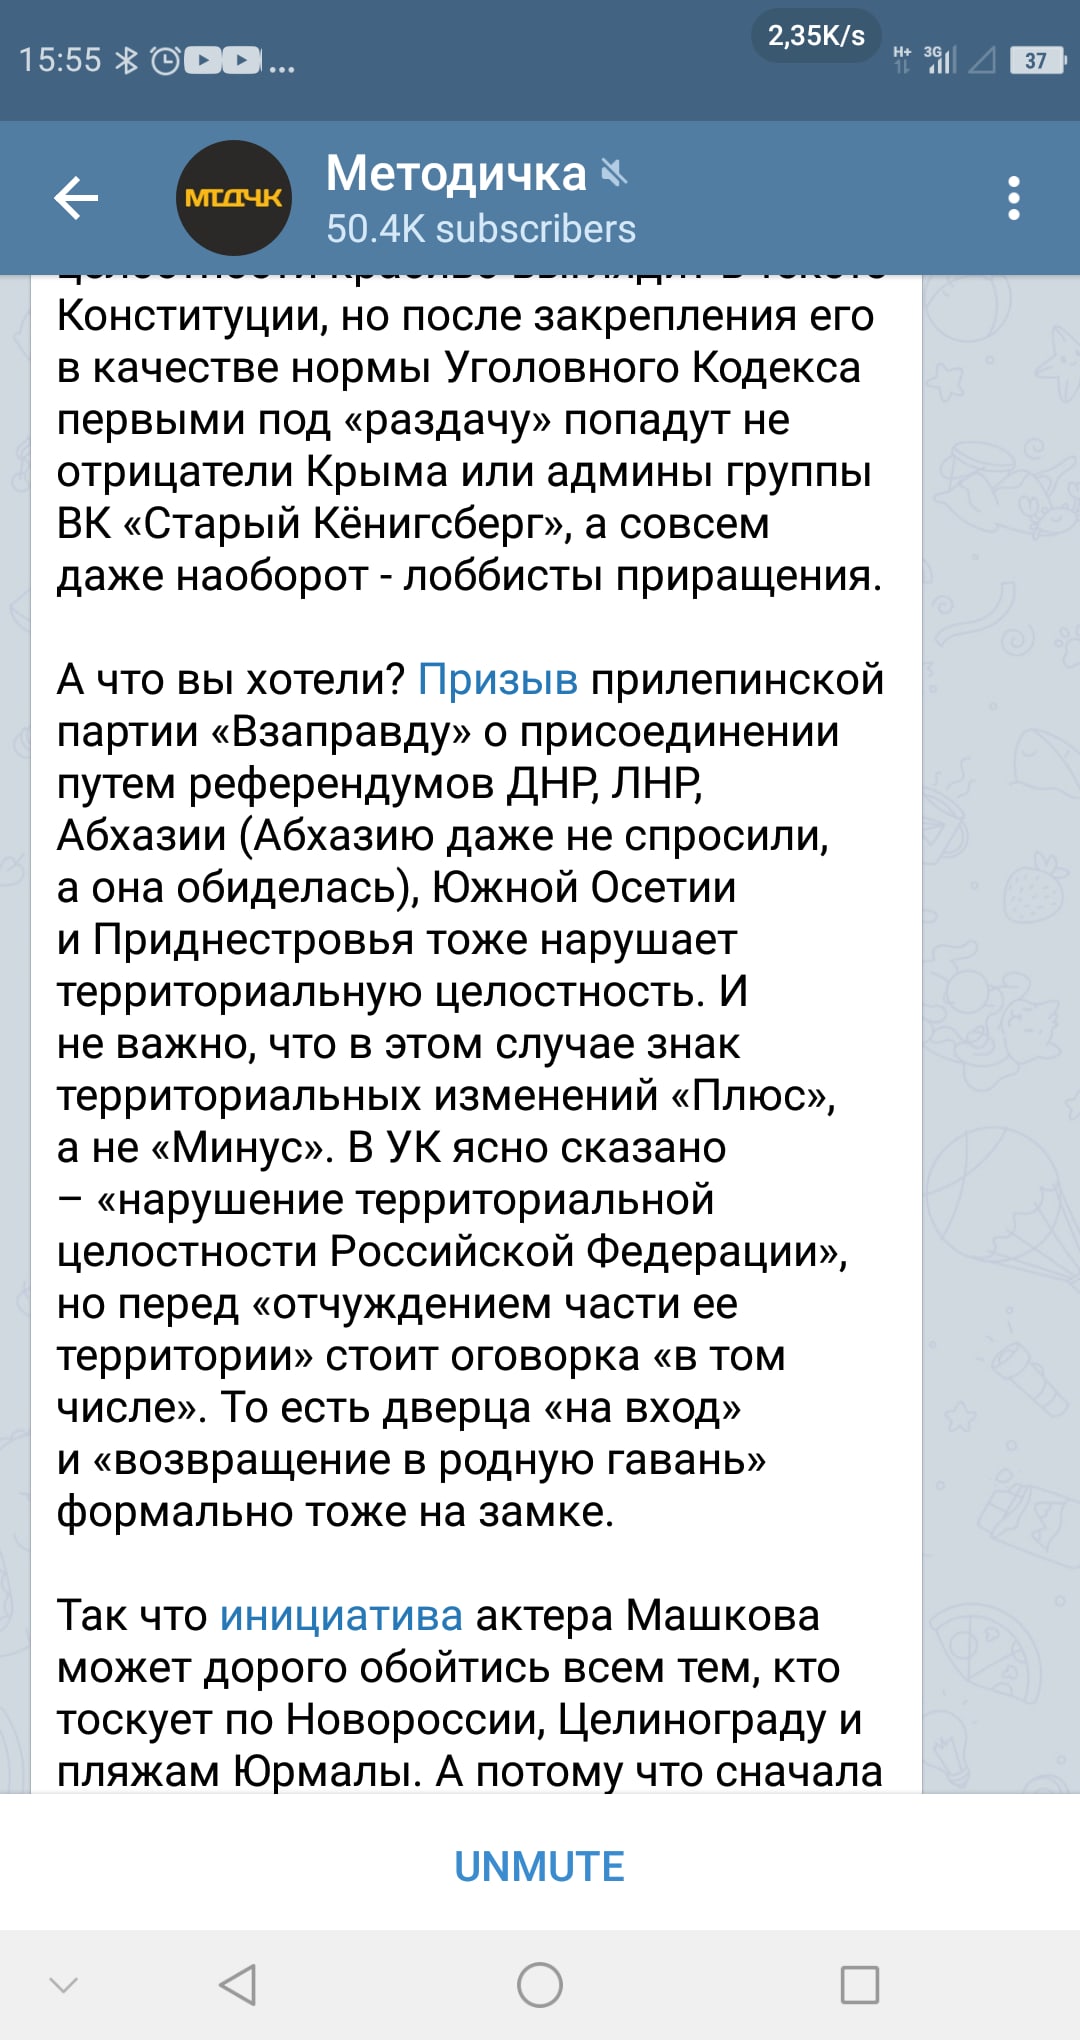 15:55
2,35K/s
H+
3G
37
...
МТДЧК
Методичка
50.4K subscribers
целостности красиво выглядит в тексте
Конституции, но после закрепления его
в качестве нормы Уголовного Кодекса
первыми под «раздачу» попадут не
отрицатели Крыма или админы группы
ВК «Старый Кёнигсберг», а совсем
даже наоборот - лоббисты приращения.
А что вы хотели? Призыв прилепинской
партии «Взаправду» о присоединении
путем референдумов ДНР, ЛНР,
Абхазии (Абхазию даже не спросили,
а она обиделась), Южной Осетии
и Приднестровья тоже нарушает
территориальную целостность. И
не важно, что в этом случае знак
территориальных изменений «Плюс»,
а не «Минус». В УК ясно сказано
– «нарушение территориальной
целостности Российской Федерации»,
но перед «отчуждением части ее
территории» стоит оговорка «в том
числе». То есть дверца «на вход»
и «возвращение в родную гавань»
формально тоже на замке.
Так что инициатива актера Машкова
может дорого обойтись всем тем, кто
тоскует по Новороссии, Целинограду и
пляжам Юрмалы. А потому что сначала
UNMUTE